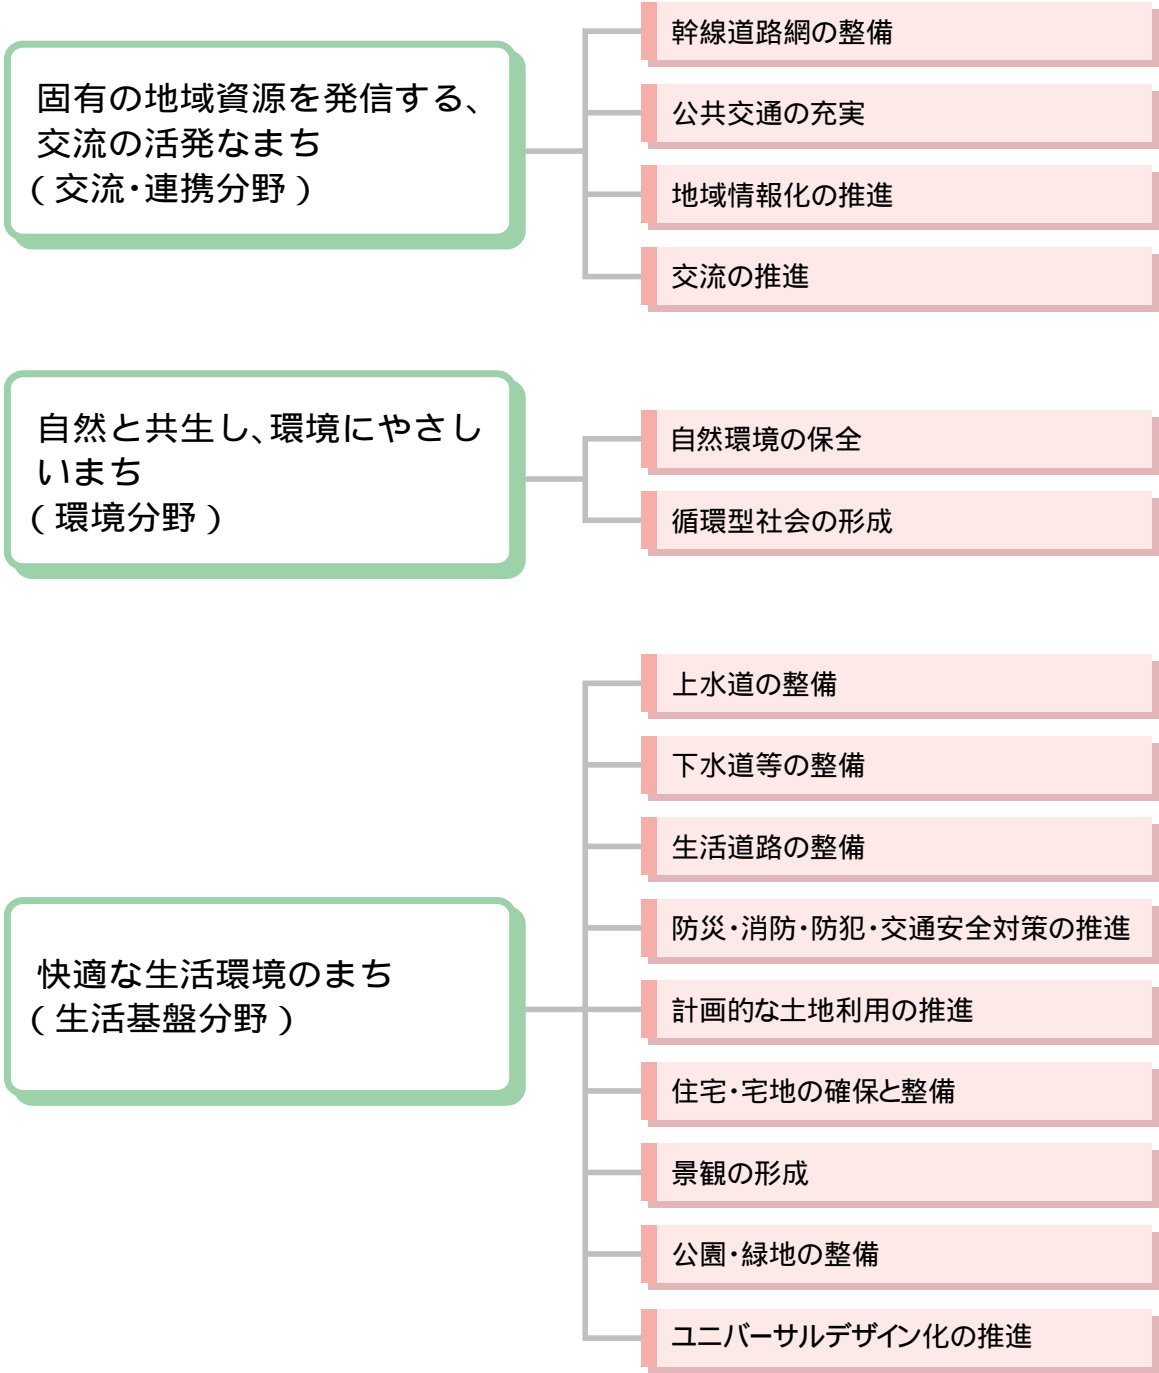 固有の地域資源を発信する、
交流の活発なまち
(交流・連携分野)
幹線道路網の整備
公共交通の充実
地域情報化の推進
交流の推進
自然と共生し、環境にやさし
いまち
(環境分野)
自然環境の保全
循環型社会の形成
快適な生活環境のまち
(生活基盤分野)
上水道の整備
下水道等の整備
生活道路の整備
防災・消防・防犯・交通安全対策の推進
計画的な土地利用の推進
住宅・宅地の確保と整備
景観の形成
公園・緑地の整備
ユニバーサルデザイン化の推進